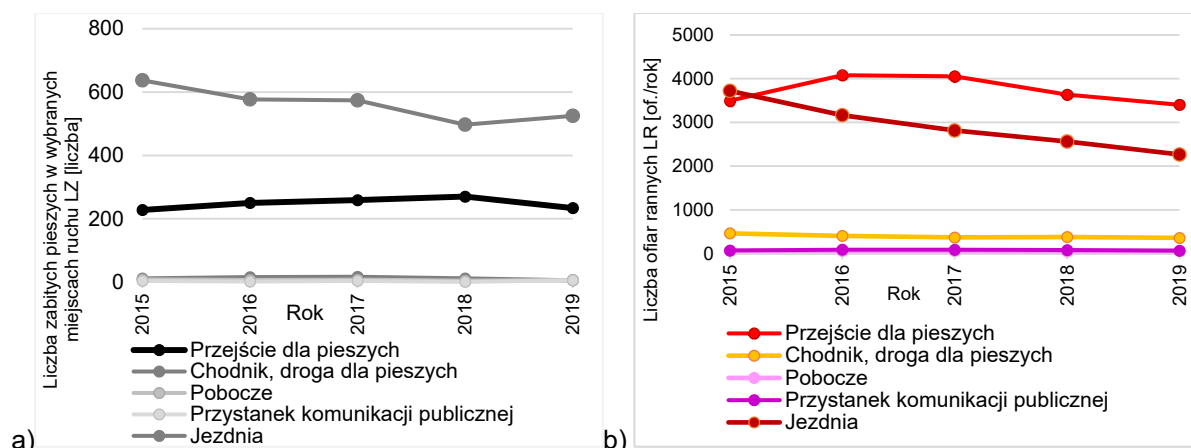 Liczba zabitych pieszych w wybranych
miejscach ruchu LZ [liczba]
800
600
400
200
0
2015
2016
2017
2018
2019
Rok
Przejście dla pieszych
Chodnik, droga dla pieszych
Pobocze
Przystanek komunikacji publicznej
Jezdnia
a)
Liczba ofiar rannych LR [of./rok]
5000
4000
3000
2000
1000
0
2015
2016
2017
2018
2019
Rok
Przejście dla pieszych
Chodnik, droga dla pieszych
Pobocze
Przystanek komunikacji publicznej
Jezdnia
b)